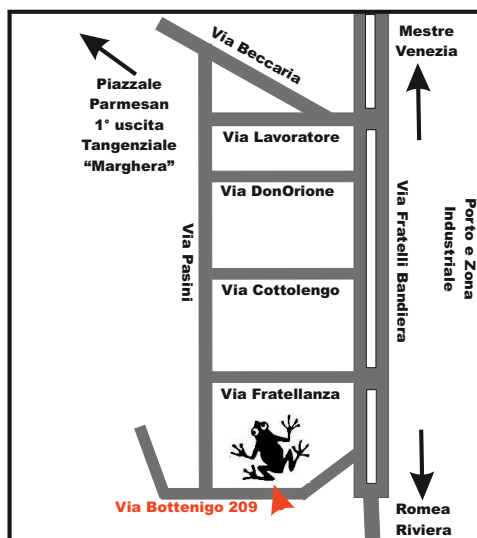 Via Beccaria
Mestre
Venezia
Piazzale
Parmesan
1° uscita
Tangenziale
“Marghera”
Via Lavoratore
Via DonOrione
Via Pasini
Via Fratelli Bandiera
Porto e Zona
Industriale
Via Cottolengo
Via Fratellanza
Via Bottenigo 209
Romea
Riviera